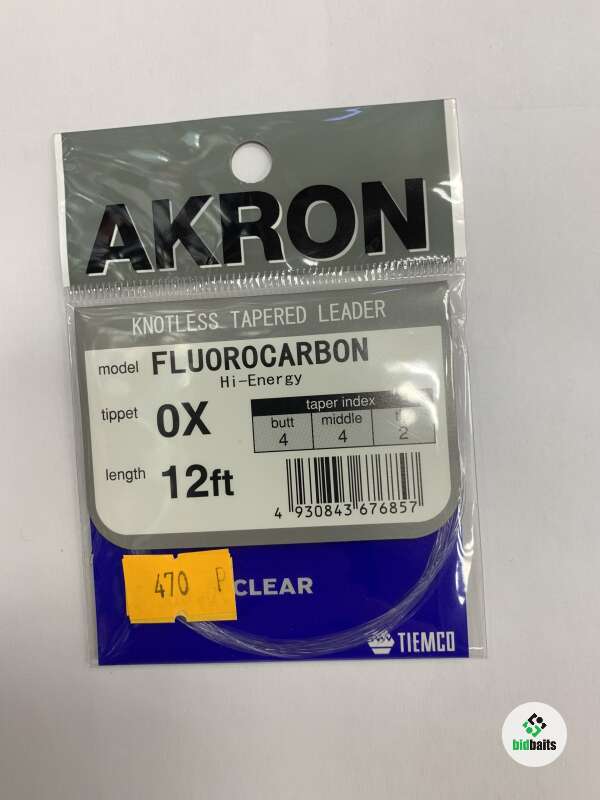 AKRON
KNOTLESS TAPERED LEADER
model FLUOROCARBON
Hi-Energy
tippet 0X
taper index
butt middle
4 4 2
length 12ft
4 930843 676857
470 P
CLEAR
TIEMCO
bidbaits